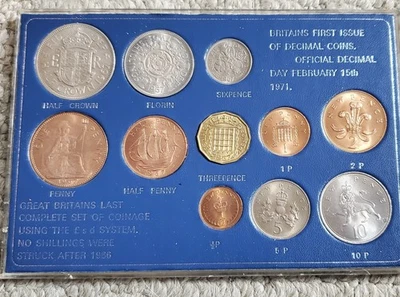 BRITAINS FIRST ISSUE
OF DECIMAL COINS.
OFFICIAL DECIMAL
DAY FEBRUARY 15th
1971.
HALF CROWN
FLORIN
SIXPENCE
PENNY
HALF PENNY
THREEPENCE
1 P
2 P
GREAT BRITAINS LAST
COMPLETE SET OF COINAGE
USING THE £ s d SYSTEM.
NO SHILLINGS WERE
STRUCK AFTER 1966
½P
5 P
10 P
5
10